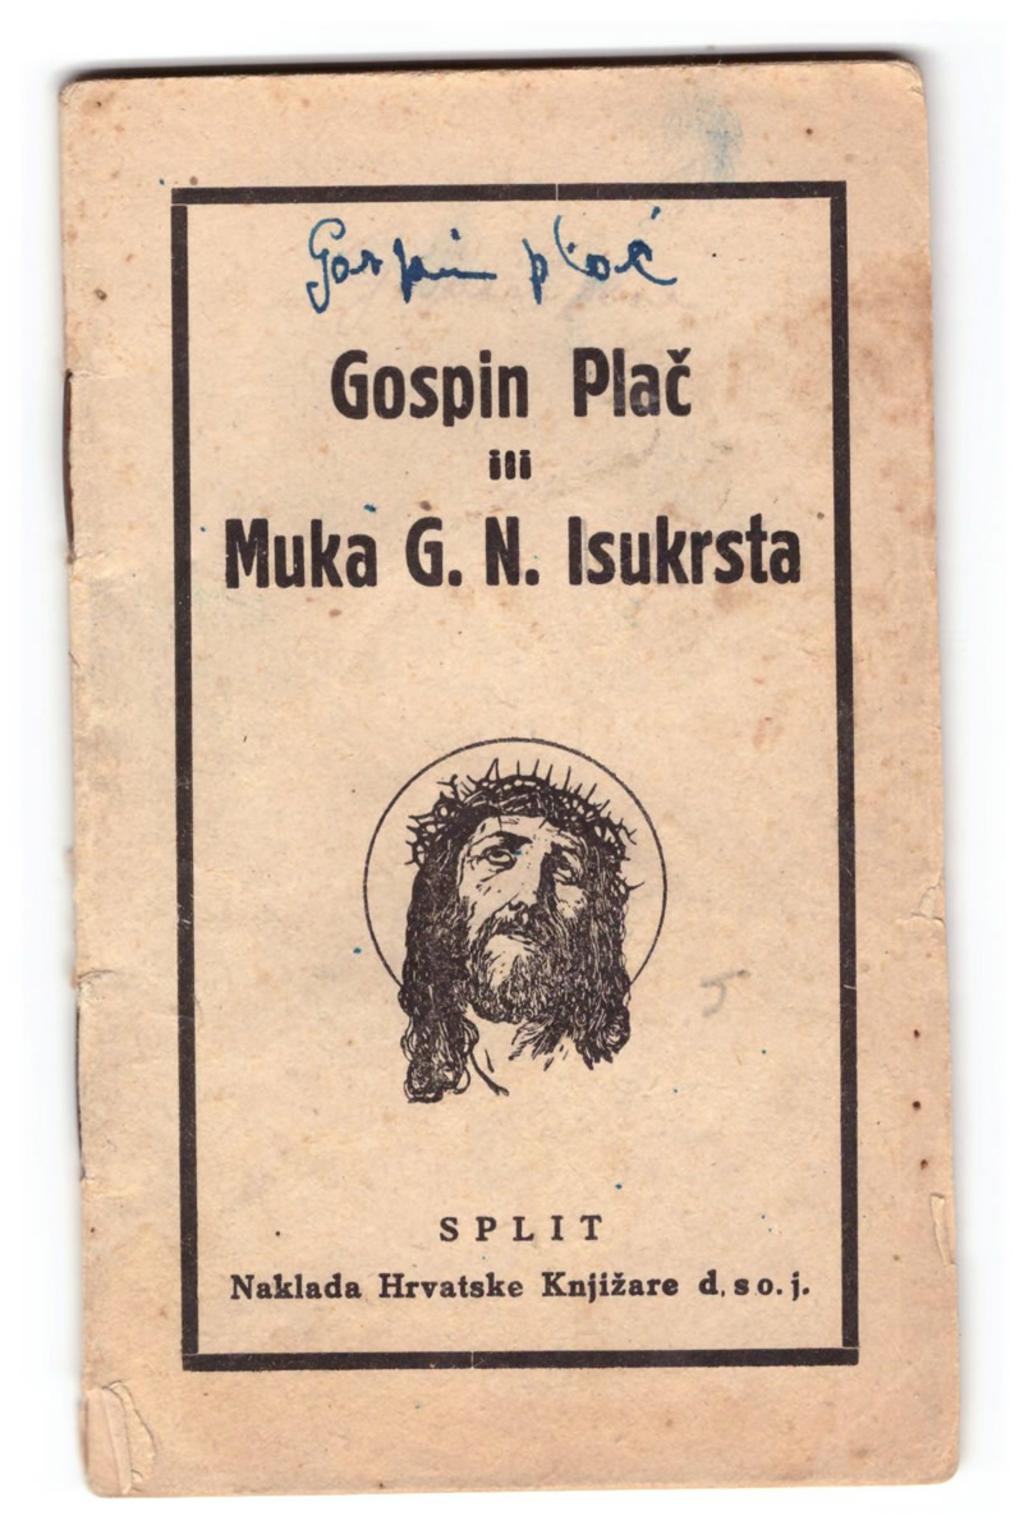 Gospin plač
Gospin Plač
ili
Muka G. N. Isukrsta
SPLIT
Naklada Hrvatske Knjižare d. s o. j.